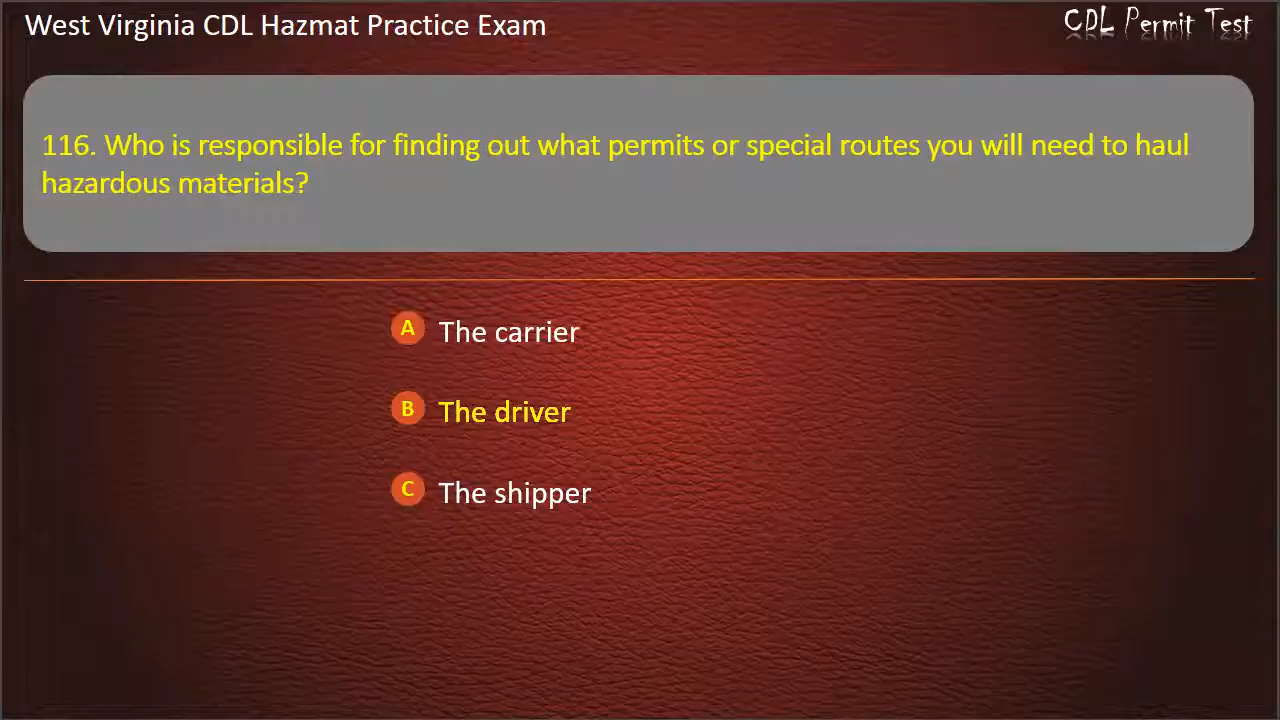 West Virginia CDL Hazmat Practice Exam
CDL Permit Test
116. Who is responsible for finding out what permits or special routes you will need to haul
hazardous materials?
A The carrier
B The driver
C The shipper